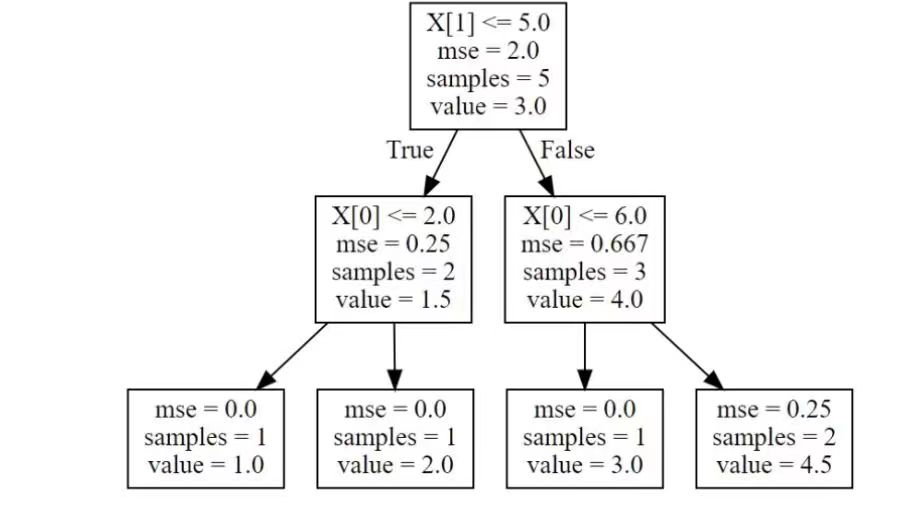 X[1] <= 5.0
mse = 2.0
samples = 5
value = 3.0
True
False
X[0] <= 2.0
mse = 0.25
samples = 2
value = 1.5
X[0] <= 6.0
mse = 0.667
samples = 3
value = 4.0
mse = 0.0
samples = 1
value = 1.0
mse = 0.0
samples = 1
value = 2.0
mse = 0.0
samples = 1
value = 3.0
mse = 0.25
samples = 2
value = 4.5